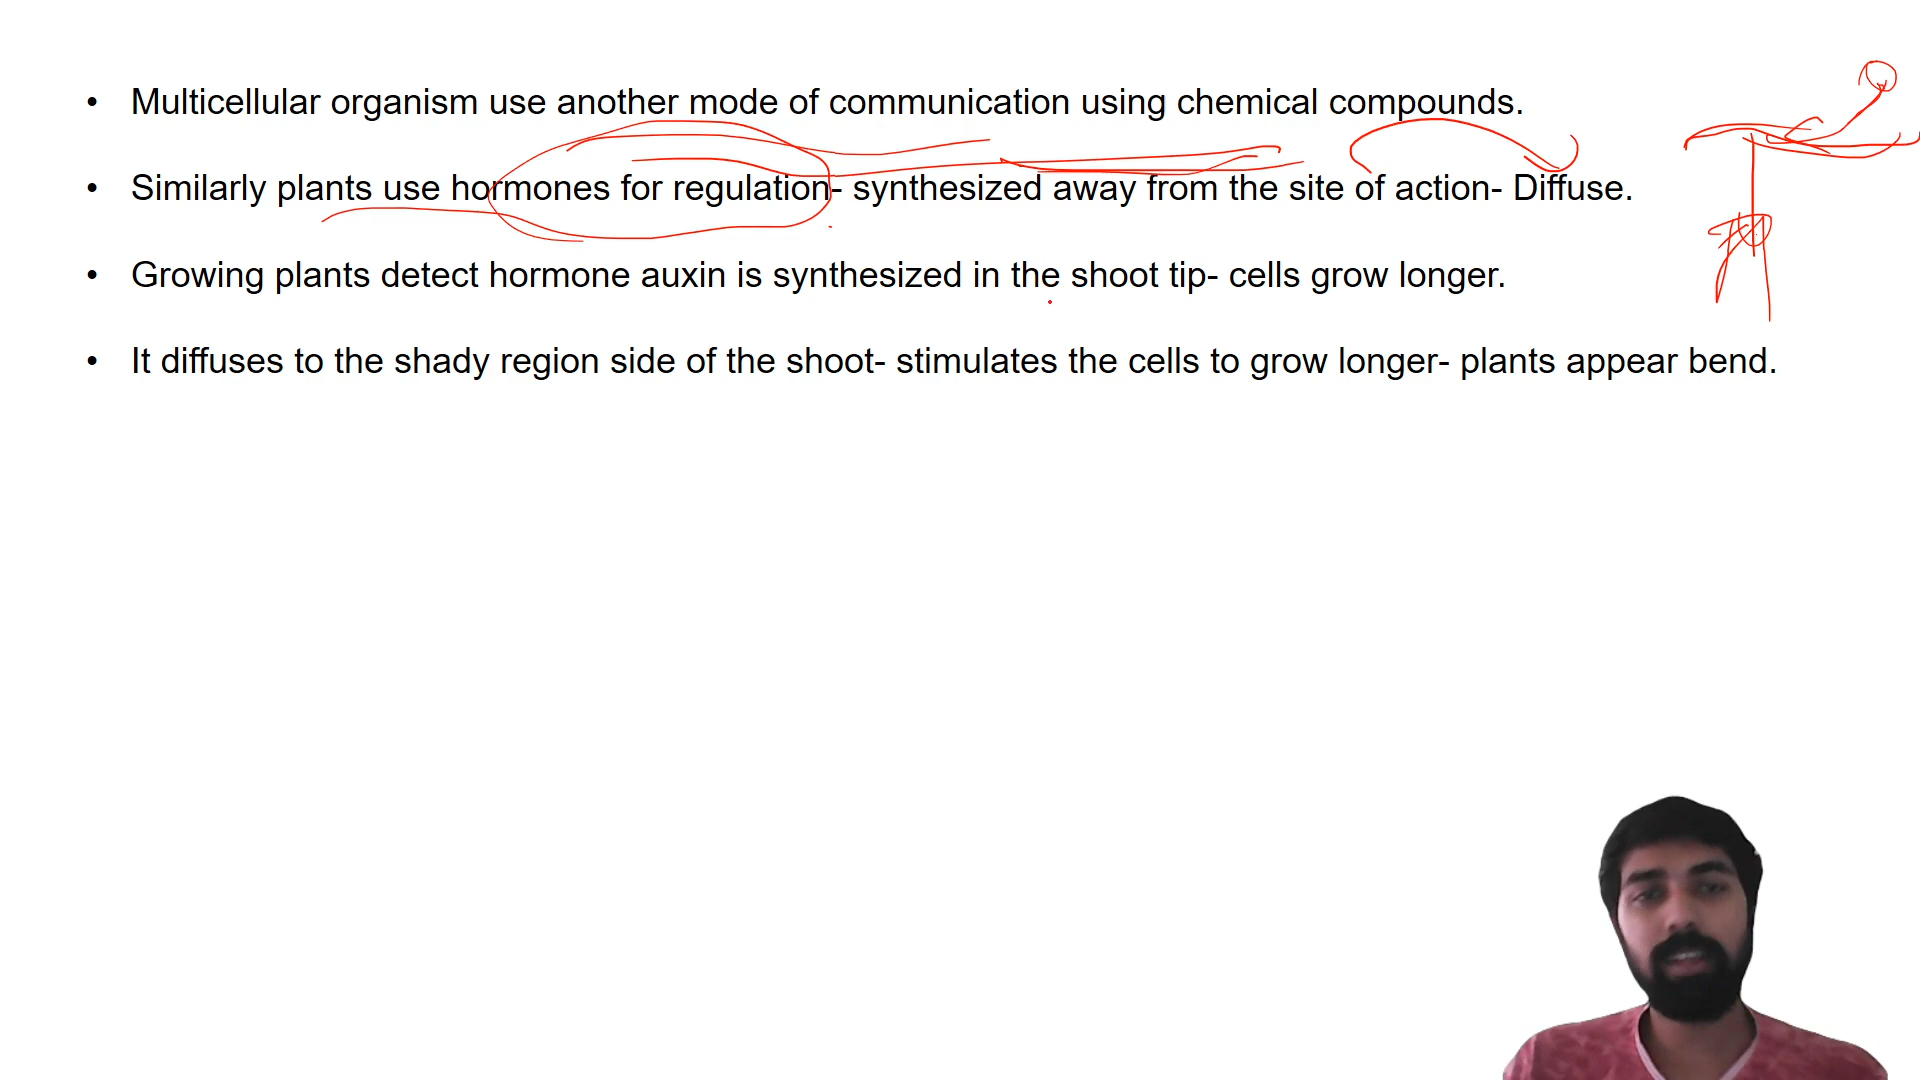 • Multicellular organism use another mode of communication using chemical compounds.
• Similarly plants use hormones for regulation- synthesized away from the site of action- Diffuse.
• Growing plants detect hormone auxin is synthesized in the shoot tip- cells grow longer.
• It diffuses to the shady region side of the shoot- stimulates the cells to grow longer- plants appear bend.